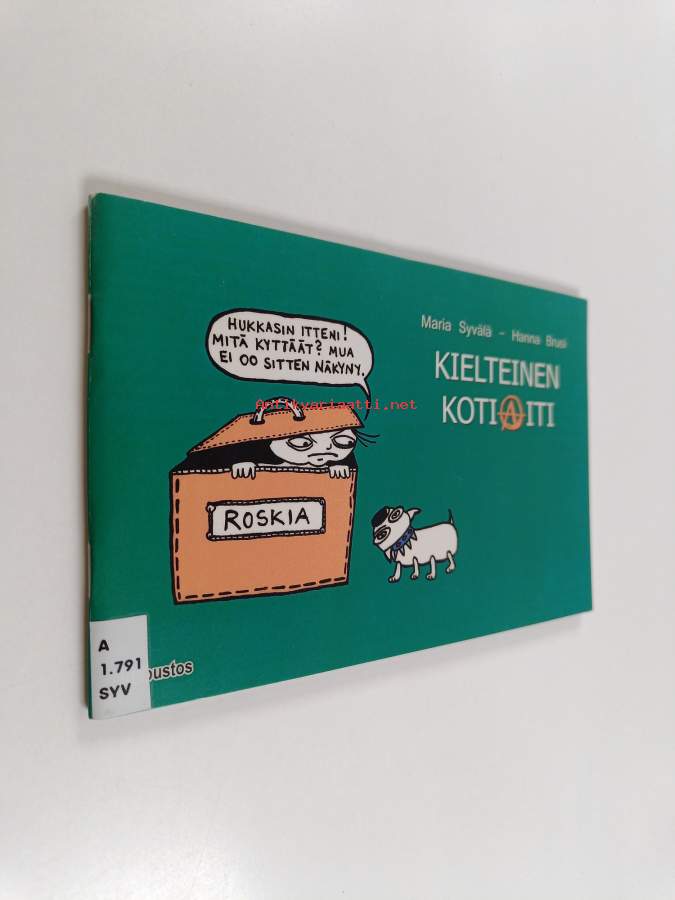 Maria Syvälä - Hanna Brusi
KIELTEINEN
KOTIAITI
HUKKASIN ITTENI!
MITÄ KYTTÄÄT? MUA
EI OO SITTEN NÄKYNY.
Antikvariaatti.net
ROSKIA
A
1.791
SYV